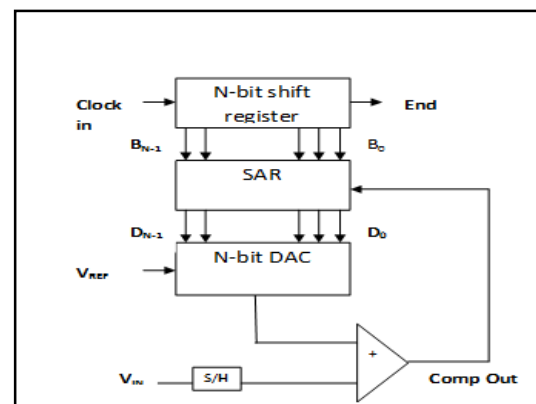 N-bit shift
register
Clock
in
End
B_N-1
B_0
SAR
D_N-1
D_0
N-bit DAC
V_REF
+
V_IN
S/H
Comp Out